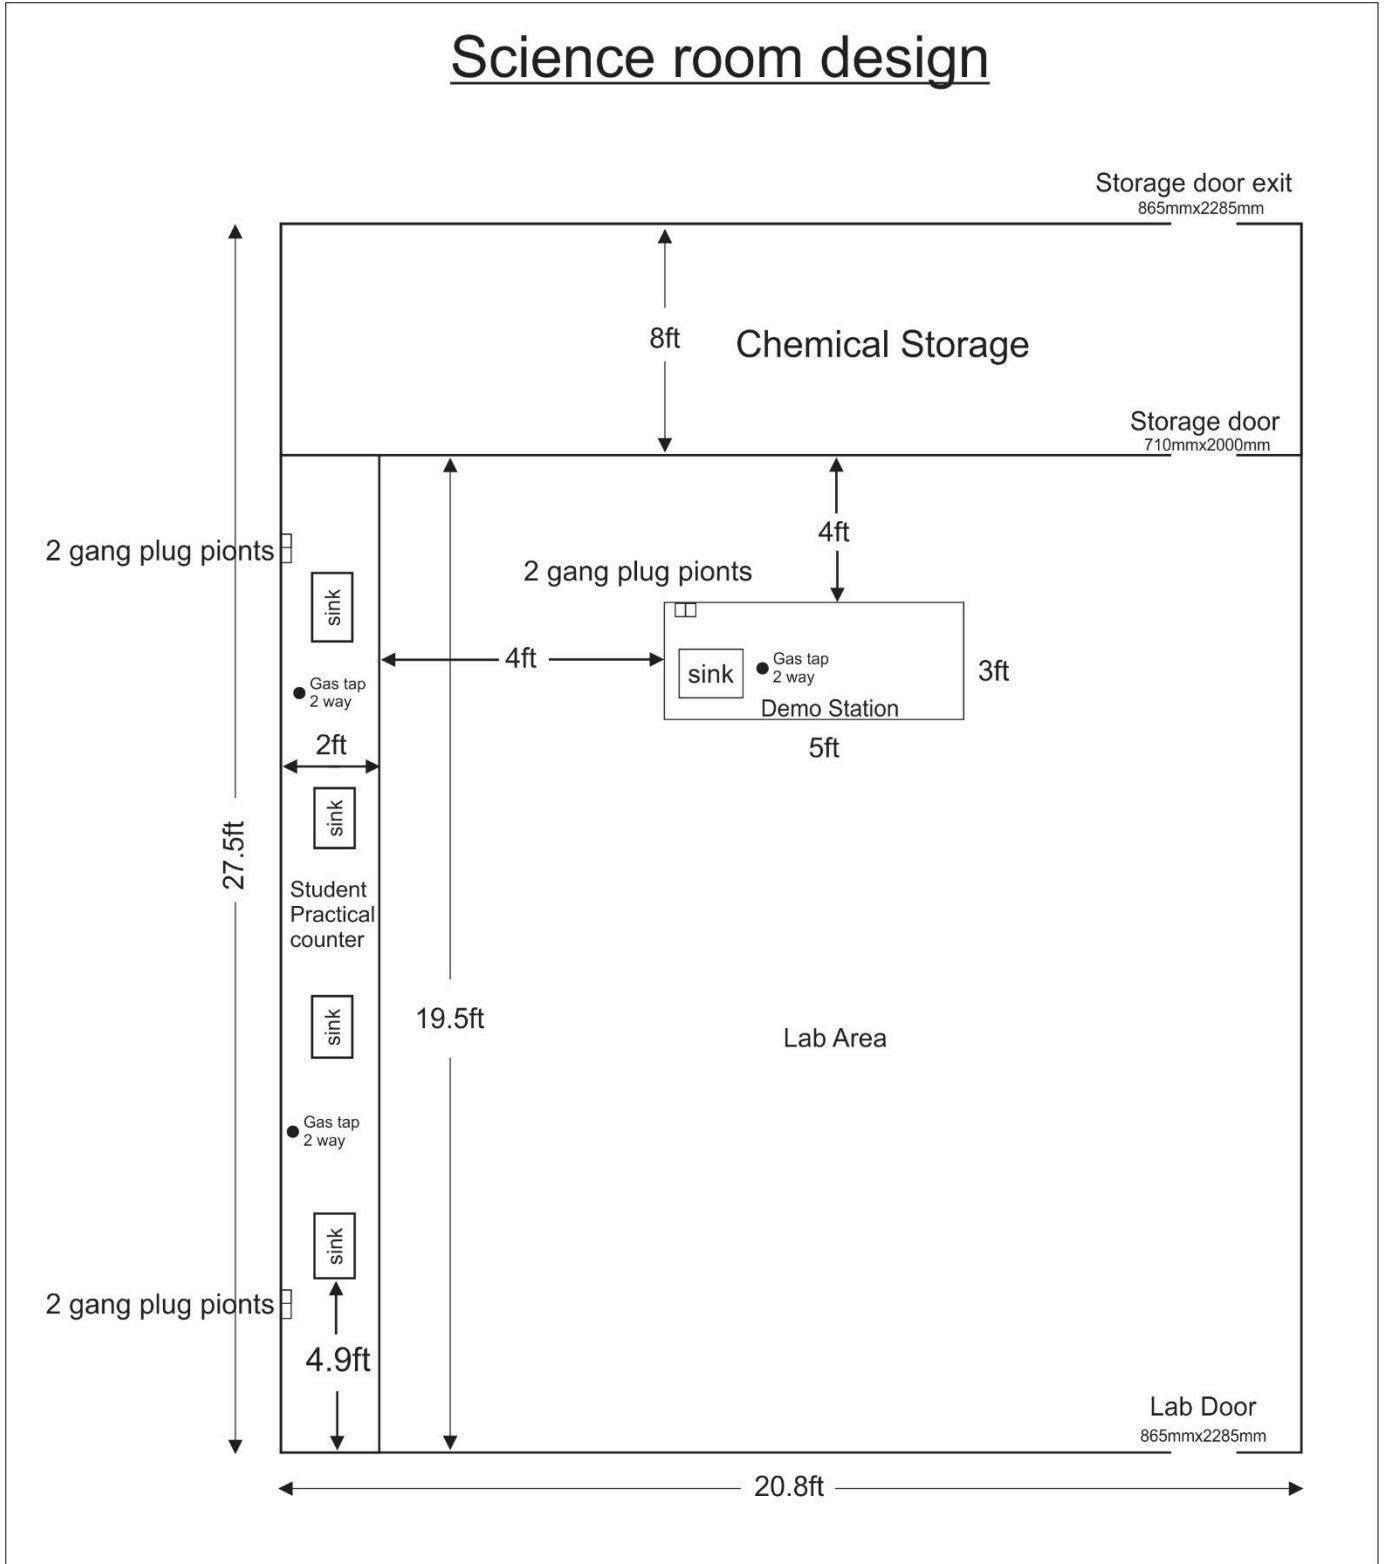 Science room design
Storage door exit
865mmx2285mm
8ft
Chemical Storage
Storage door
710mmx2000mm
4ft
2 gang plug pionts
2 gang plug pionts
sink
4ft
sink
Gas tap
2 way
Demo Station
3ft
5ft
Gas tap
2 way
2ft
sink
27.5ft
Student
Practical
counter
sink
19.5ft
Lab Area
Gas tap
2 way
sink
2 gang plug pionts
4.9ft
Lab Door
865mmx2285mm
20.8ft